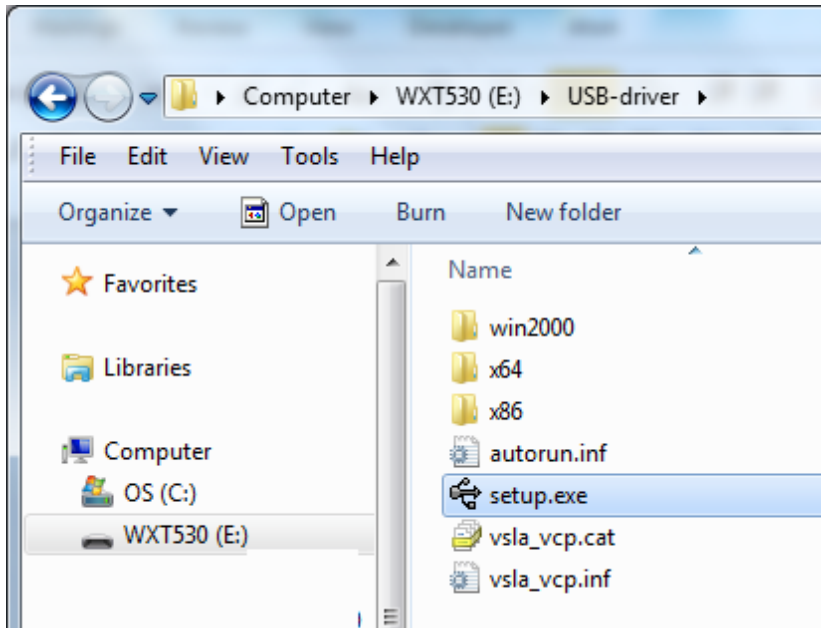 Computer WXT530 (E:) USB-driver
File Edit View Tools Help
Organize Open Burn New folder
Favorites
Libraries
Computer
OS (C:)
WXT530 (E:)
Name
win2000
x64
x86
autorun.inf
setup.exe
vsla_vcp.cat
vsla_vcp.inf